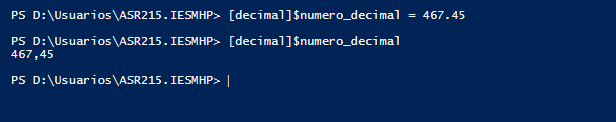 PS D:\Usuarios\ASR215.IESMHP> [decimal]$numero_decimal = 467.45
PS D:\Usuarios\ASR215.IESMHP> [decimal]$numero_decimal
467,45
PS D:\Usuarios\ASR215.IESMHP>